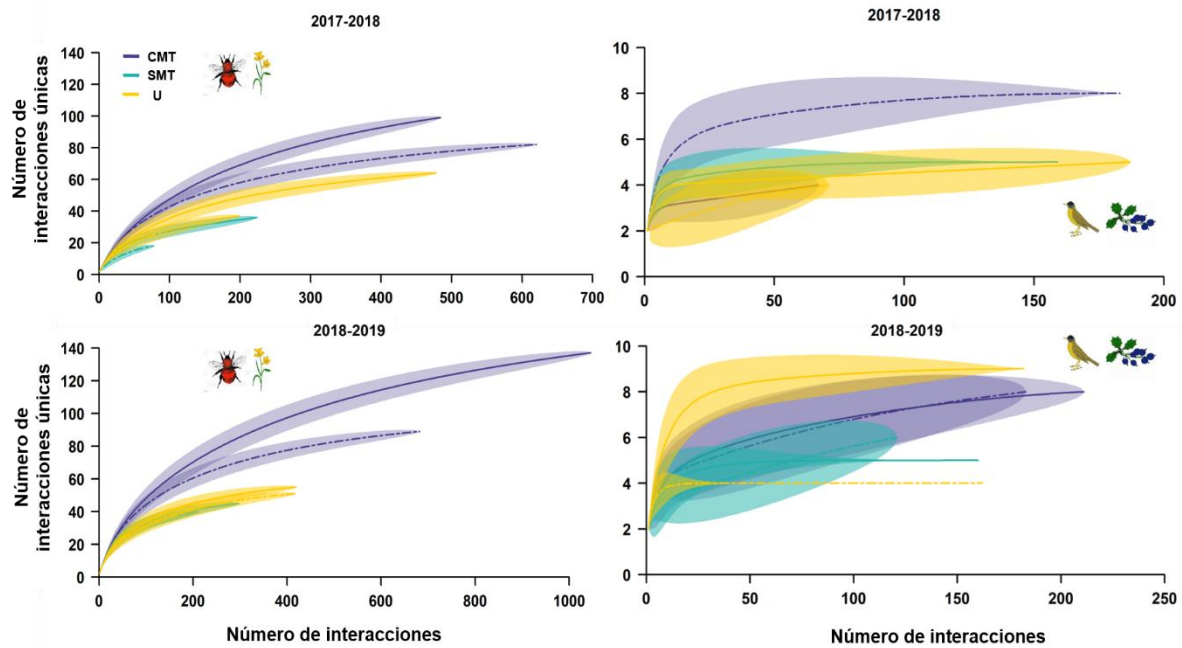 2017-2018
140
120
100
80
60
40
20
0
CMT
SMT
U
Número de
interacciones únicas
0 100 200 300 400 500 600 700
2017-2018
10
8
6
4
2
0
0 50 100 150 200
2018-2019
140
120
100
80
60
40
20
0
Número de
interacciones únicas
0 200 400 600 800 1000
Número de interacciones
2018-2019
10
8
6
4
2
0
0 50 100 150 200 250
Número de interacciones